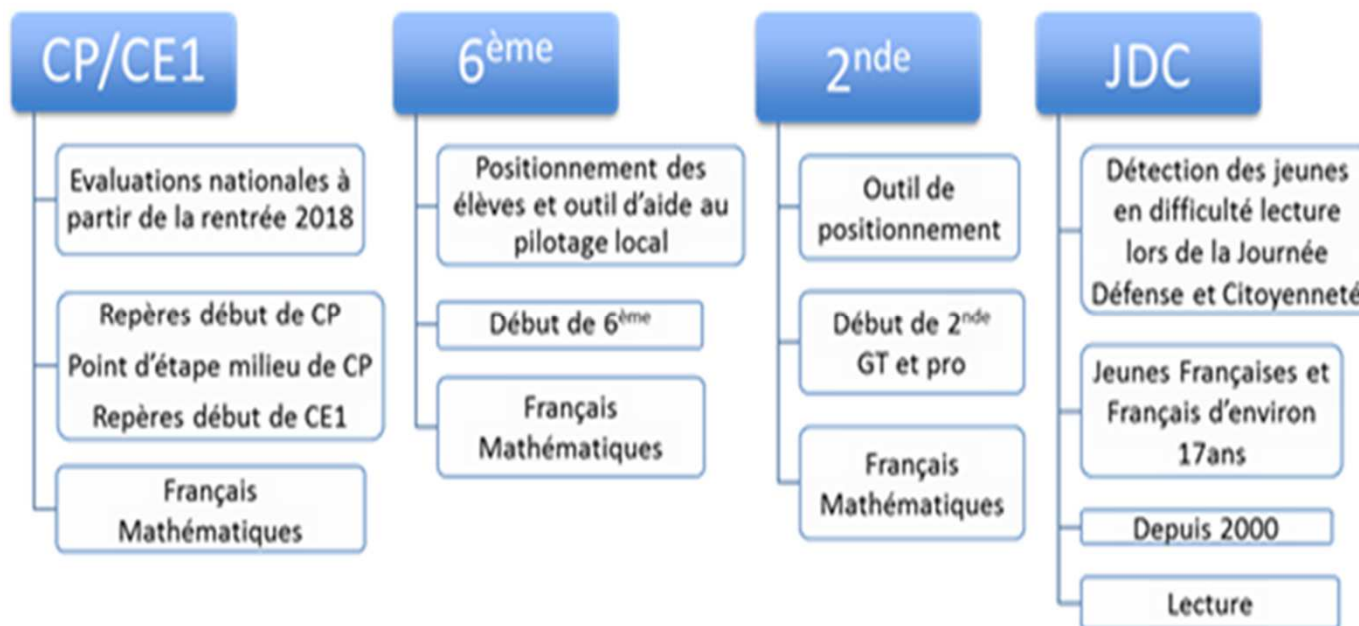 CP/CE1
Evaluations nationales à
partir de la rentrée 2018
Repères début de CP
Point d'étape milieu de CP
Repères début de CE1
Français
Mathématiques
6ème
Positionnement des
élèves et outil d'aide au
pilotage local
Début de 6ème
Français
Mathématiques
2nde
Outil de
positionnement
Début de 2nde
GT et pro
Français
Mathématiques
JDC
Détection des jeunes
en difficulté lecture
lors de la Journée
Défense et Citoyenneté
Jeunes Françaises et
Français d'environ
17ans
Depuis 2000
Lecture